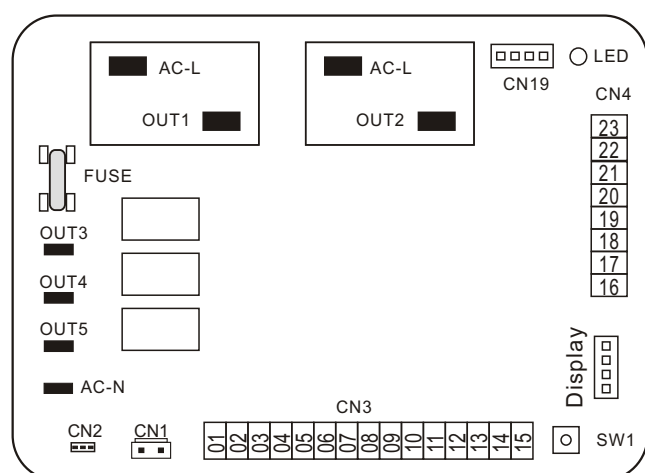 AC-L
AC-L
LED
CN19
CN4
OUT1
OUT2
23
22
21
20
19
18
17
16
FUSE
OUT3
OUT4
OUT5
AC-N
Display
CN3
CN2
CN1
01 02 03 04 05 06 07 08 09 10 11 12 13 14 15
SW1